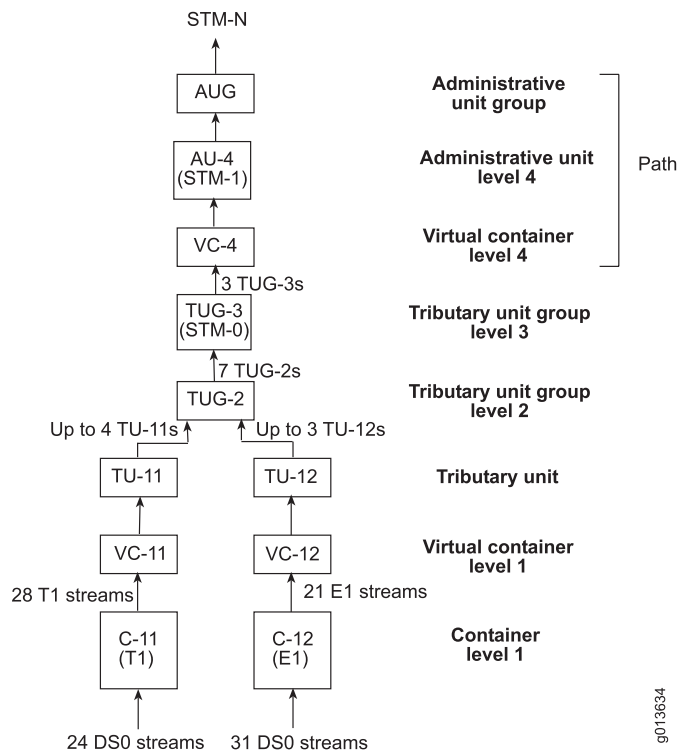 STM-N
AUG
Administrative
unit group
AU-4
(STM-1)
Administrative unit
level 4
Path
VC-4
Virtual container
level 4
3 TUG-3s
TUG-3
(STM-0)
Tributary unit group
level 3
7 TUG-2s
TUG-2
Tributary unit group
level 2
Up to 4 TU-11s
Up to 3 TU-12s
TU-11
TU-12
Tributary unit
VC-11
VC-12
Virtual container
level 1
28 T1 streams
21 E1 streams
C-11
(T1)
C-12
(E1)
Container
level 1
24 DS0 streams
31 DS0 streams
g013634